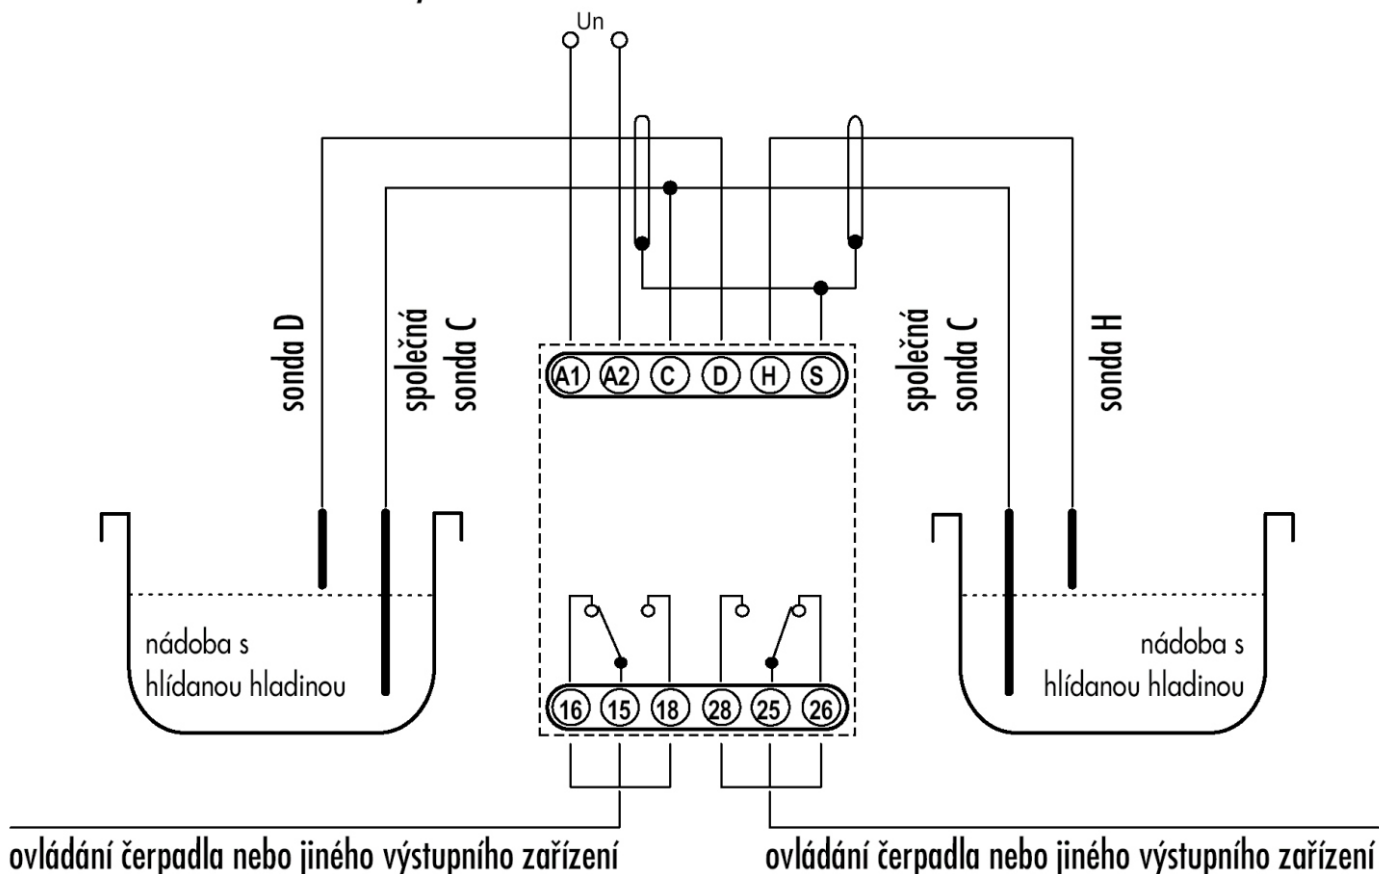 Un
sonda D
společná
sonda C
společná
sonda C
sonda H
A1 A2 C D H S
nádoba s
hlídanou hladinou
nádoba s
hlídanou hladinou
16 15 18 28 25 26
ovládání čerpadla nebo jiného výstupního zařízení
ovládání čerpadla nebo jiného výstupního zařízení